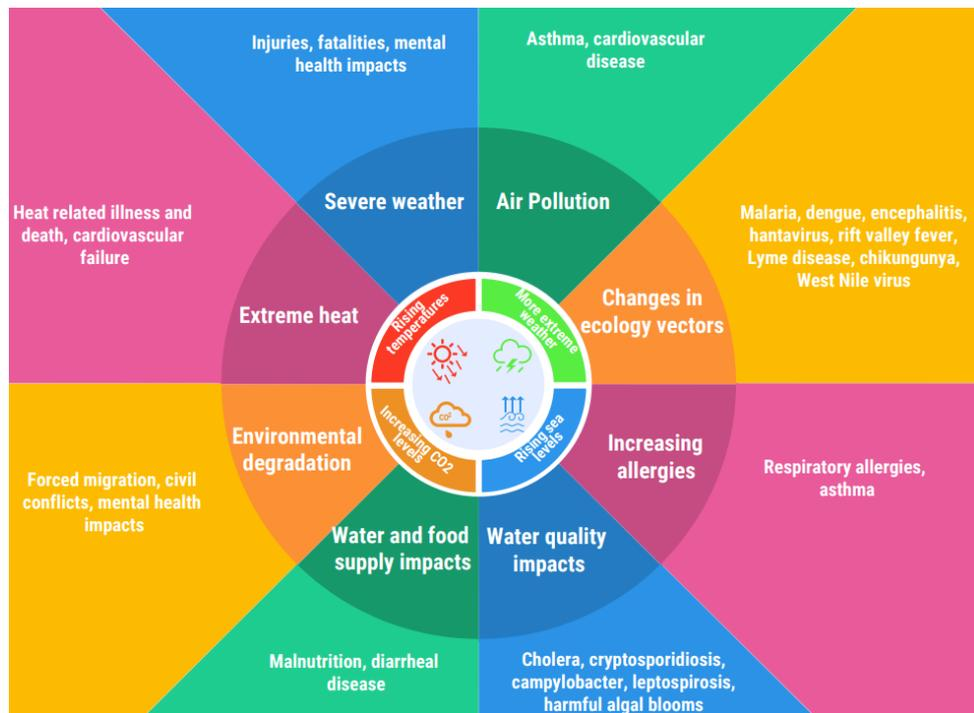 Injuries, fatalities, mental
health impacts
Asthma, cardiovascular
disease
Severe weather
Air Pollution
Heat related illness and
death, cardiovascular
failure
Malaria, dengue, encephalitis,
hantavirus, rift valley fever,
Lyme disease, chikungunya,
West Nile virus
Extreme heat
Changes in
ecology vectors
Rising
temperatures
More extreme
weather
CO²
Increasing CO2
levels
Rising sea
levels
Environmental
degradation
Increasing
allergies
Forced migration, civil
conflicts, mental health
impacts
Respiratory allergies,
asthma
Water and food
supply impacts
Water quality
impacts
Malnutrition, diarrheal
disease
Cholera, cryptosporidiosis,
campylobacter, leptospirosis,
harmful algal blooms